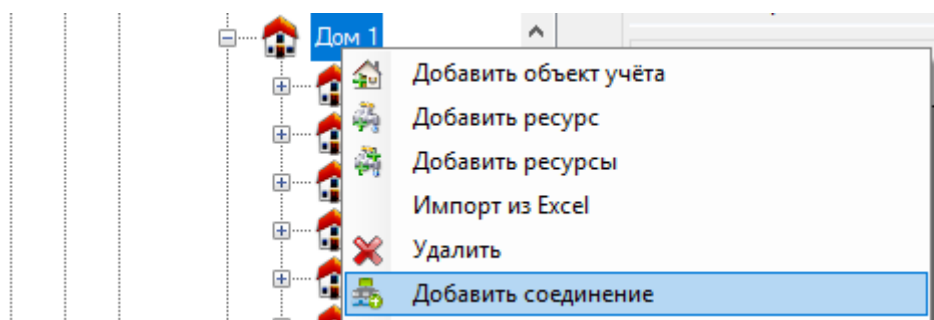 Дом 1
Добавить объект учёта
Добавить ресурс
Добавить ресурсы
Импорт из Excel
Удалить
Добавить соединение